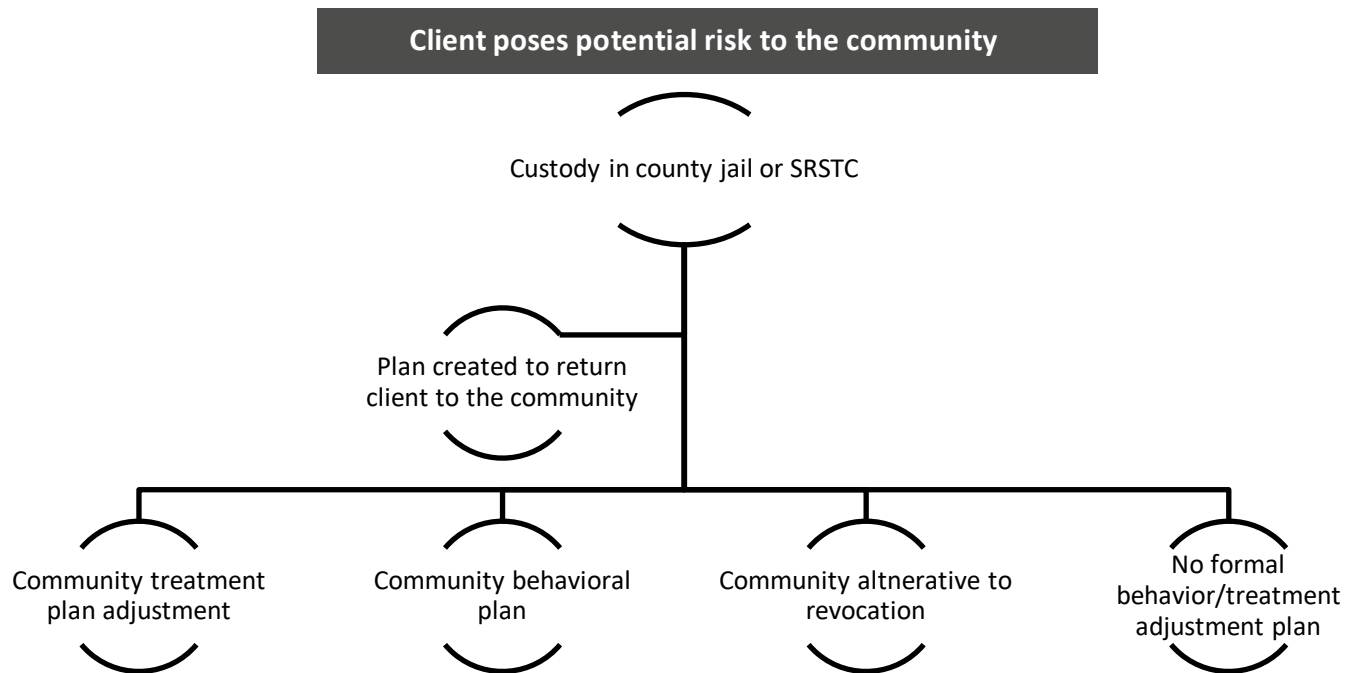 Client poses potential risk to the community
Custody in county jail or SRSTC
Plan created to return
client to the community
Community treatment
plan adjustment
Community behavioral
plan
Community altnerative to
revocation
No formal
behavior/treatment
adjustment plan